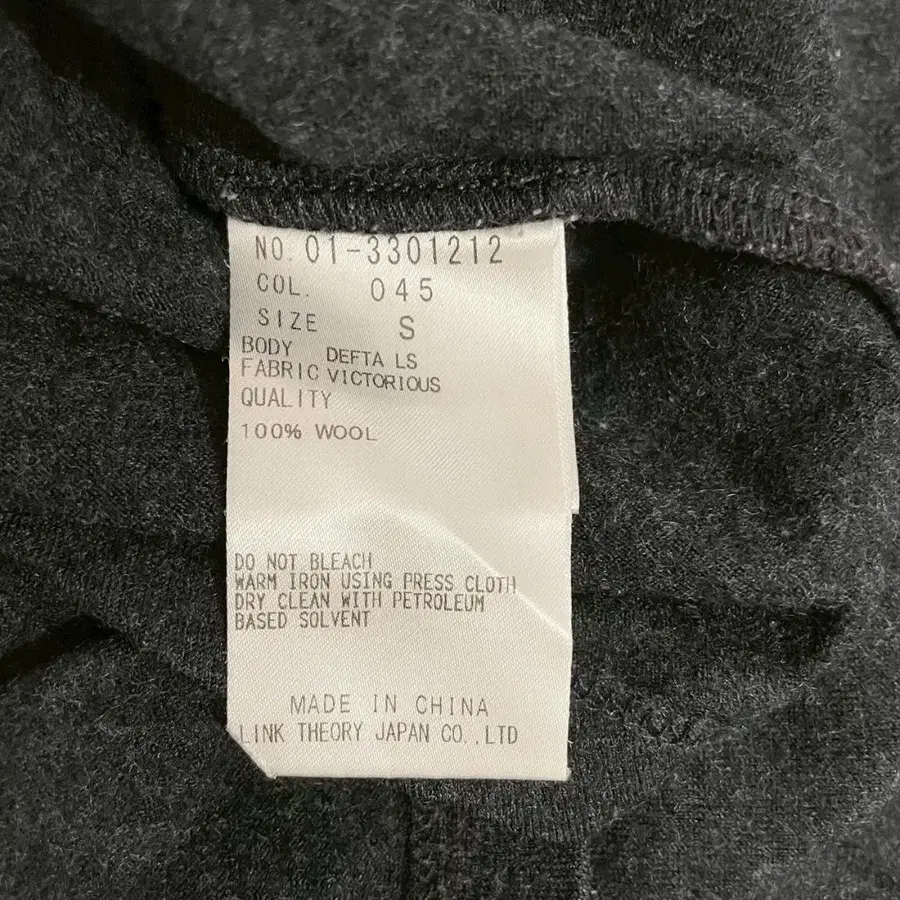 NO. 01-3301212
COL. 045
SIZE S
BODY DEFTA LS
FABRIC VICTORIOUS
QUALITY
100% WOOL
DO NOT BLEACH
WARM IRON USING PRESS CLOTH
DRY CLEAN WITH PETROLEUM
BASED SOLVENT
MADE IN CHINA
LINK THEORY JAPAN CO.,LTD